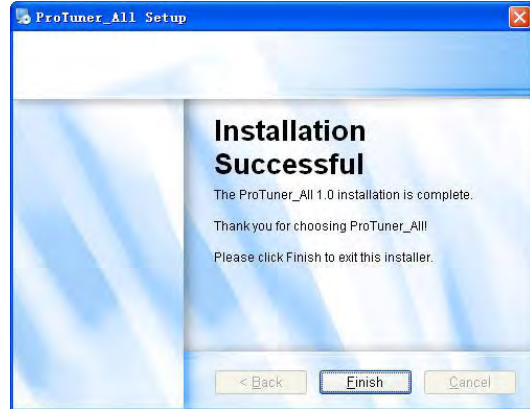 ProTuner_All Setup
Installation
Successful
The ProTuner_All 1.0 installation is complete.
Thank you for choosing ProTuner_All!
Please click Finish to exit this installer.
< Back
Finish
Cancel